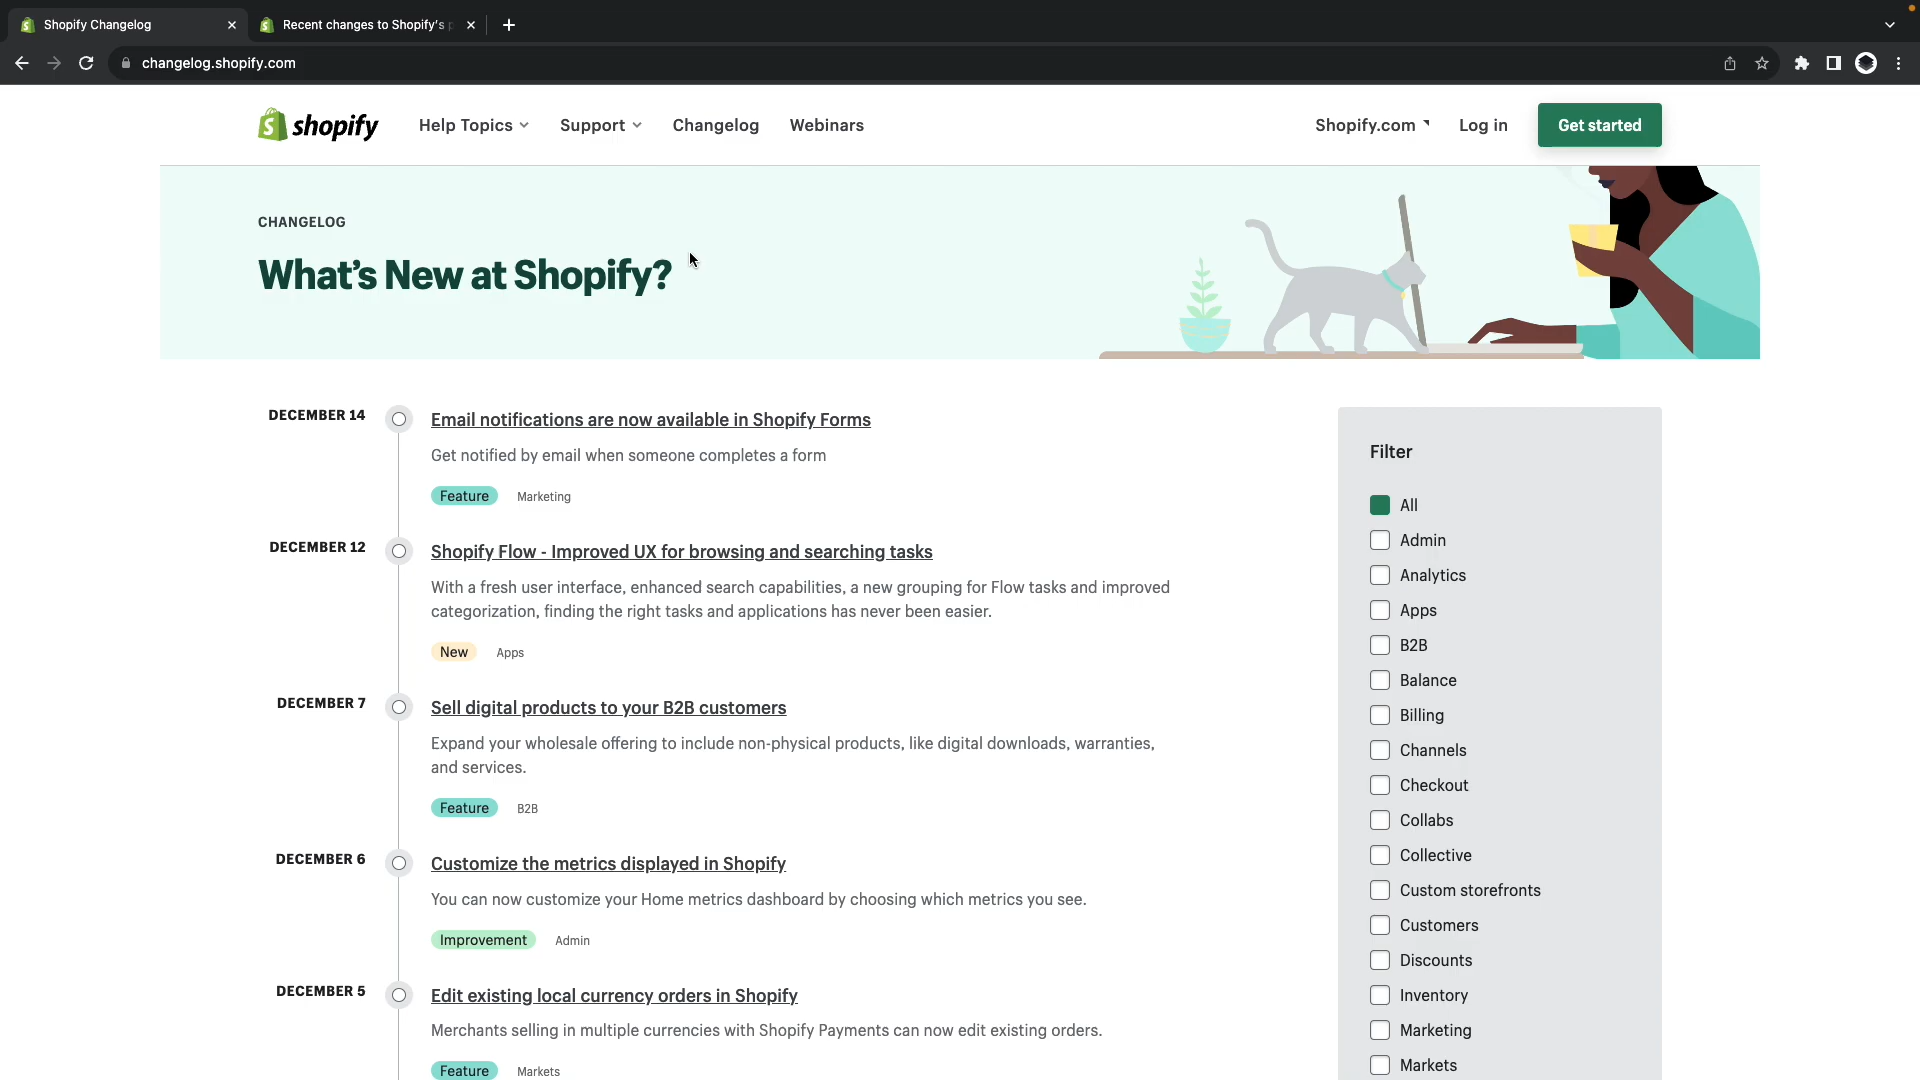 Shopify Changelog
Recent changes to Shopify's
changelog.shopify.com
shopify
Help Topics
Support
Changelog
Webinars
Shopify.com
Log in
Get started
CHANGELOG
What's New at Shopify?
DECEMBER 14
Email notifications are now available in Shopify Forms
Get notified by email when someone completes a form
Feature
Marketing
DECEMBER 12
Shopify Flow - Improved UX for browsing and searching tasks
With a fresh user interface, enhanced search capabilities, a new grouping for Flow tasks and improved
categorization, finding the right tasks and applications has never been easier.
New
Apps
DECEMBER 7
Sell digital products to your B2B customers
Expand your wholesale offering to include non-physical products, like digital downloads, warranties,
and services.
Feature
B2B
DECEMBER 6
Customize the metrics displayed in Shopify
You can now customize your Home metrics dashboard by choosing which metrics you see.
Improvement
Admin
DECEMBER 5
Edit existing local currency orders in Shopify
Merchants selling in multiple currencies with Shopify Payments can now edit existing orders.
Feature
Markets
Filter
All
Admin
Analytics
Apps
B2B
Balance
Billing
Channels
Checkout
Collabs
Collective
Custom storefronts
Customers
Discounts
Inventory
Marketing
Markets